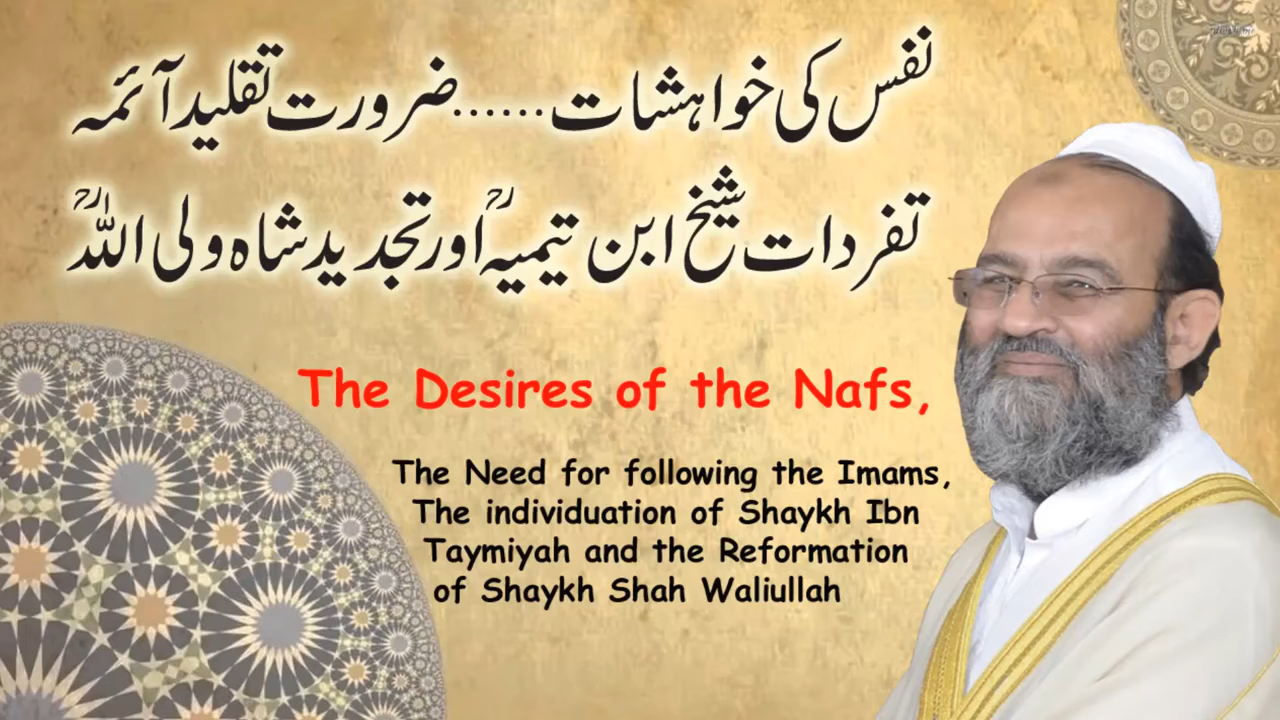 نفس کی خواہشات......ضرورت تقلید آئمہ
تفردات شیخ ابن تیمیہؒ اور تجدید شاہ ولی اللہؒ
The Desires of the Nafs,
The Need for following the Imams,
The individuation of Shaykh Ibn
Taymiyah and the Reformation
of Shaykh Shah Waliullah